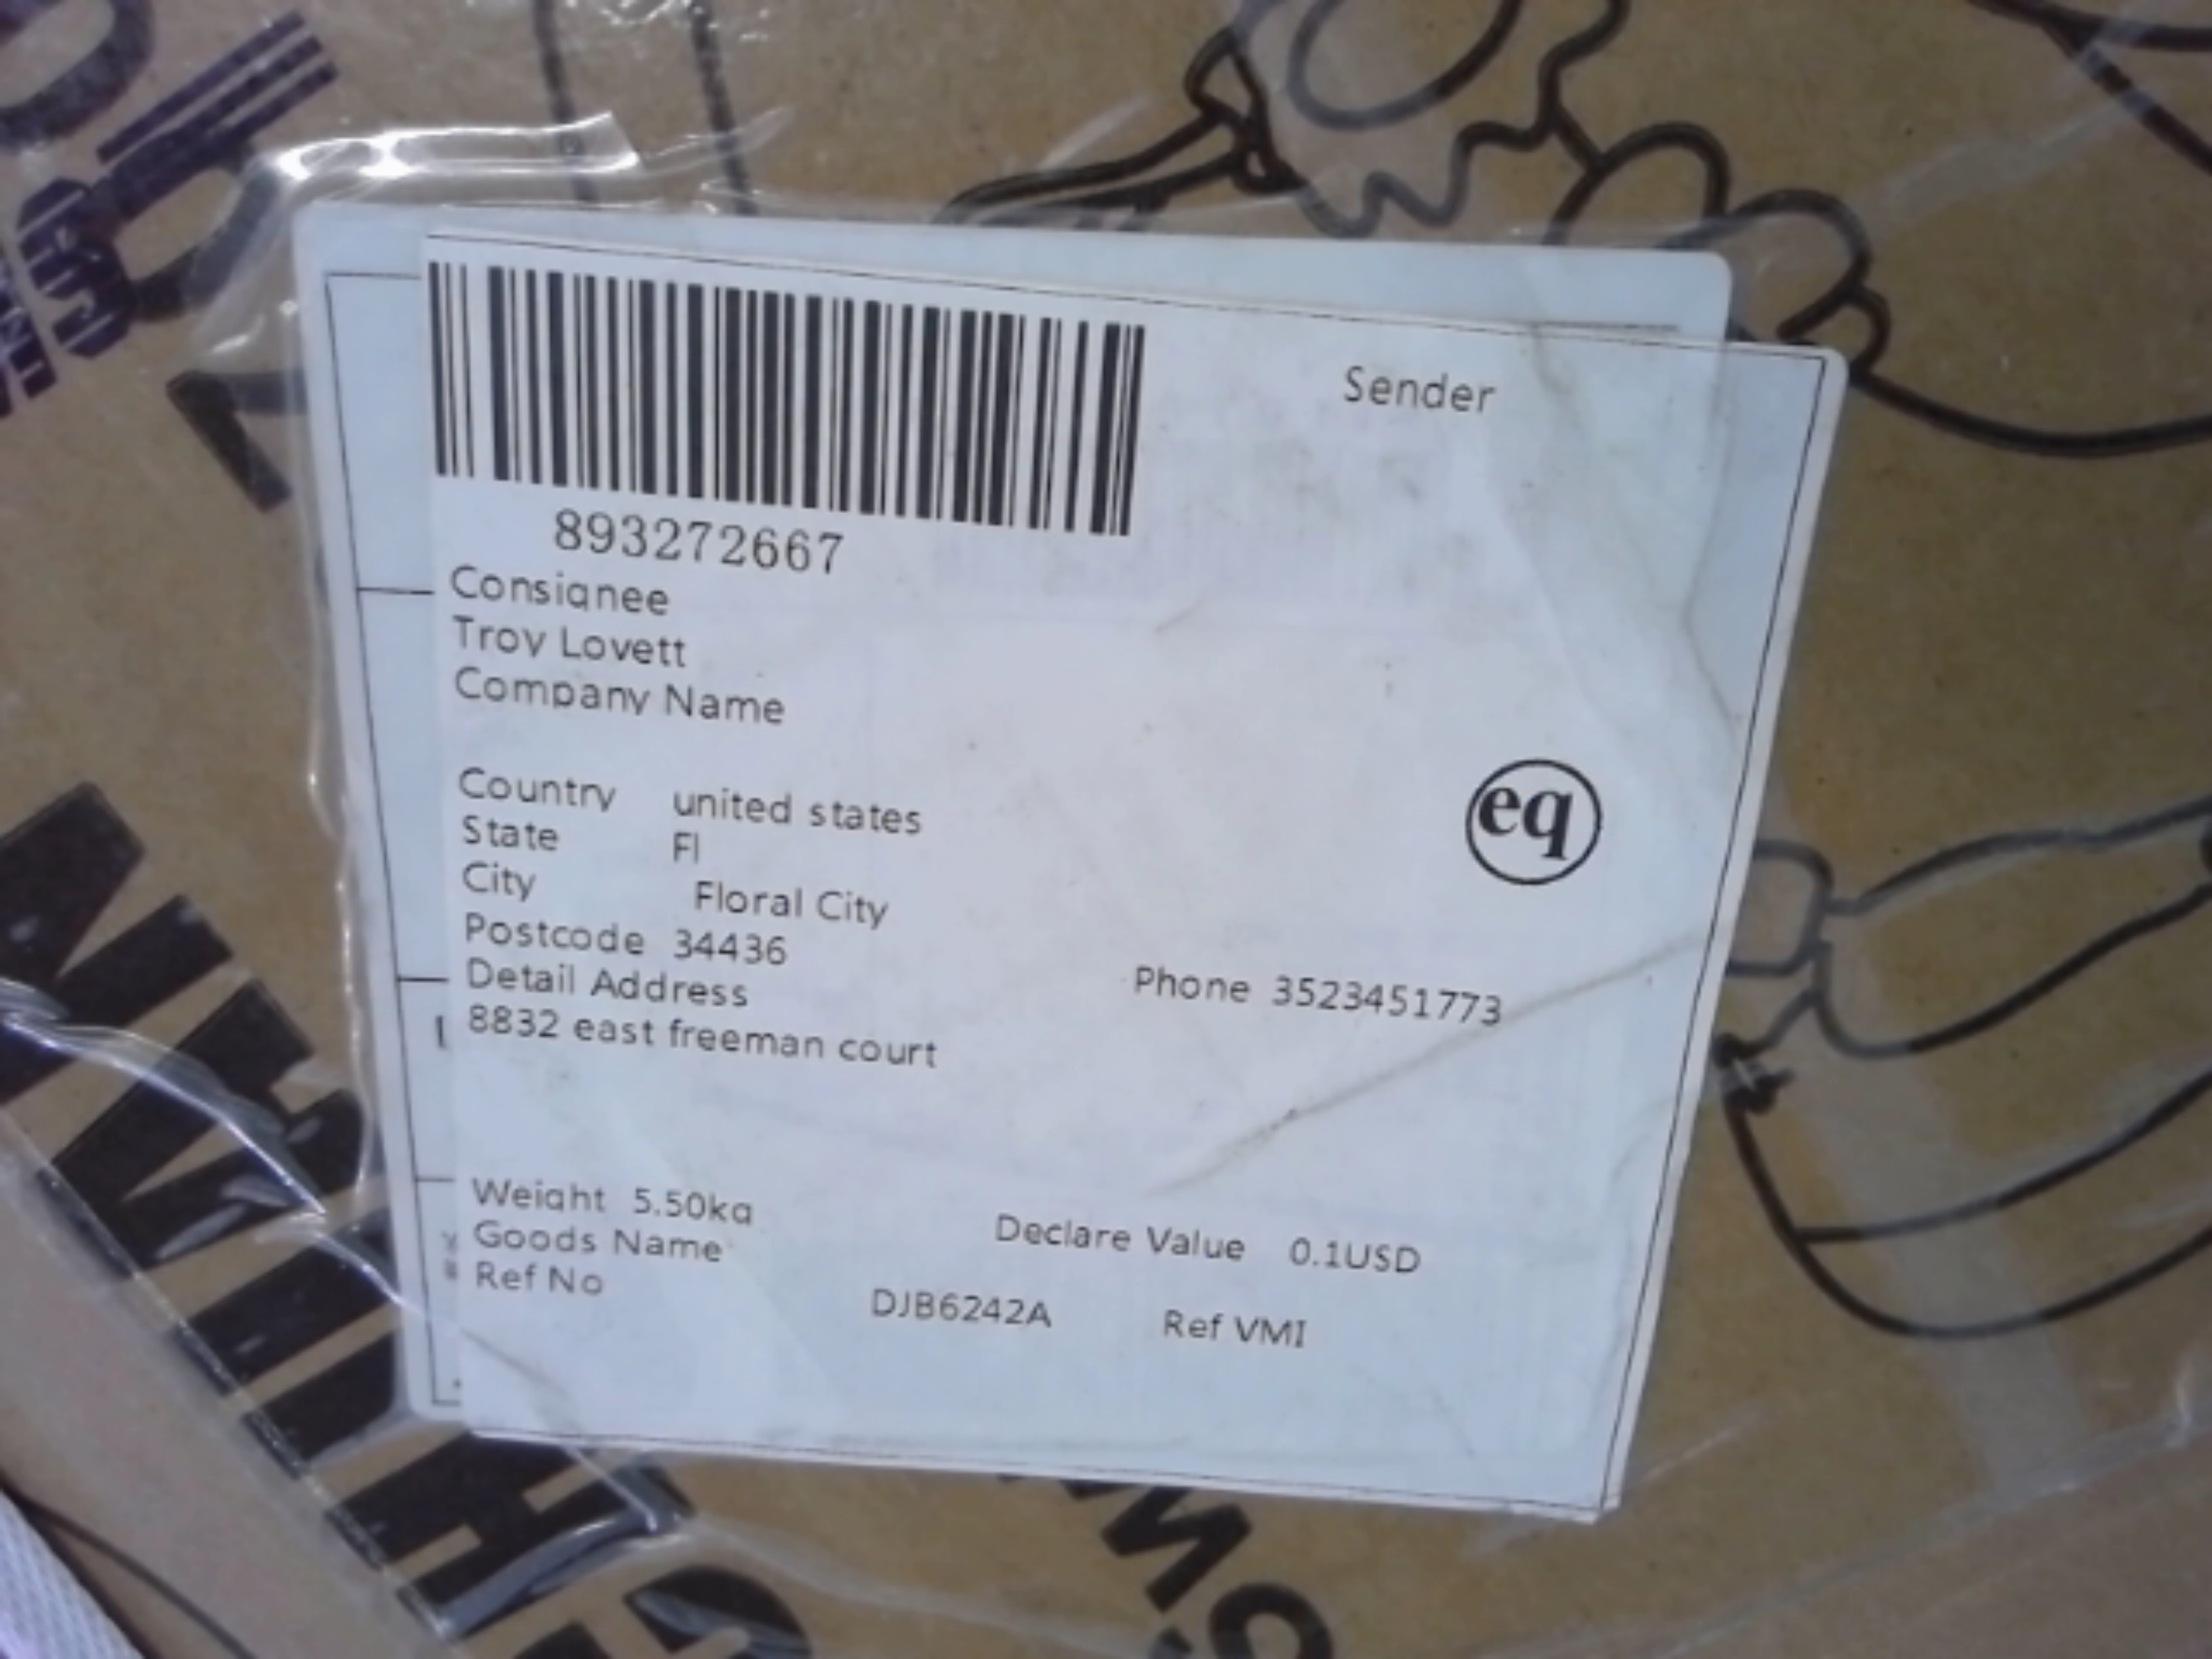 Sender
893272667
Consignee
Troy Lovett
Company Name
eq
Country united states
State Fl
City Floral City
Postcode 34436
Detail Address Phone 3523451773
8832 east freeman court
Weight 5.50kg
Declare Value 0.1USD
Goods Name
Ref No DJB6242A Ref VMI